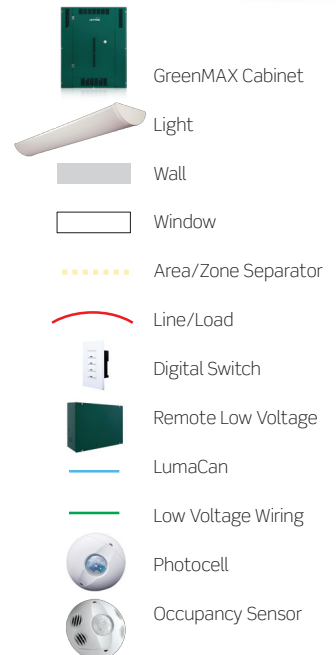 GreenMAX Cabinet
Light
Wall
Window
Area/Zone Separator
Line/Load
Digital Switch
Remote Low Voltage
LumaCan
Low Voltage Wiring
Photocell
Occupancy Sensor